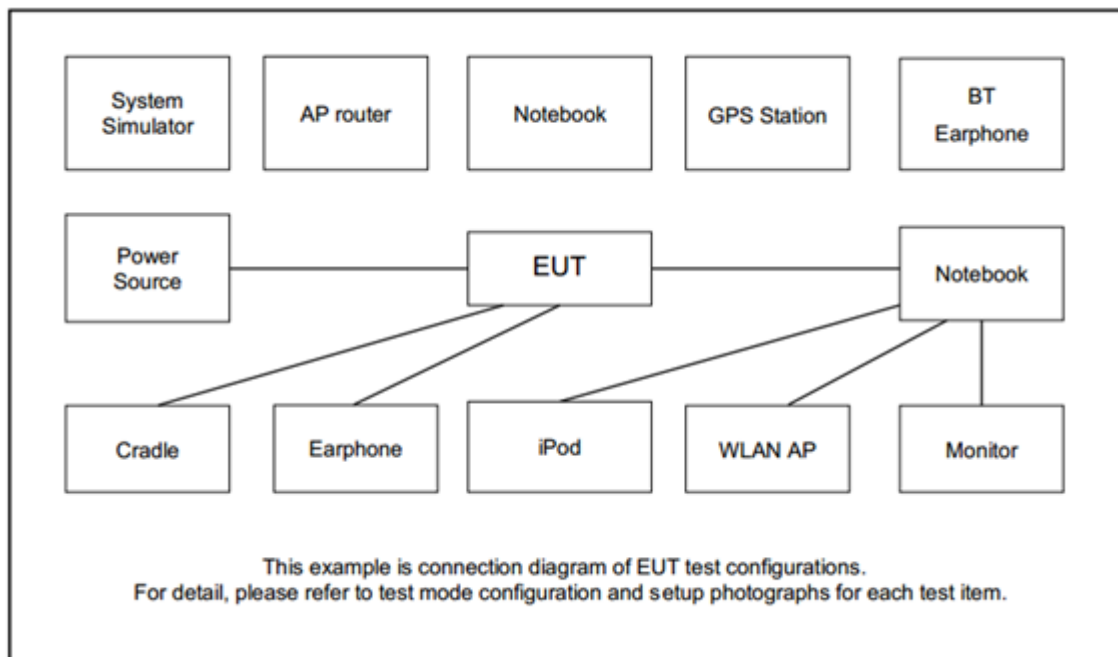 System
Simulator
AP router
Notebook
GPS Station
BT
Earphone
Power
Source
EUT
Notebook
Cradle
Earphone
iPod
WLAN AP
Monitor
This example is connection diagram of EUT test configurations.
For detail, please refer to test mode configuration and setup photographs for each test item.